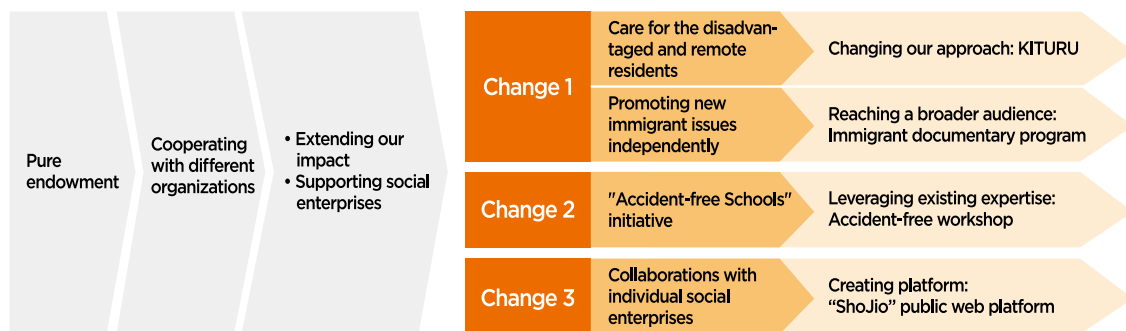 Pure
endowment
Cooperating
with different
organizations
• Extending our
impact
• Supporting social
enterprises
Change 1
Care for the disadvan-
taged and remote
residents
Changing our approach: KITURU
Promoting new
immigrant issues
independently
Reaching a broader audience:
Immigrant documentary program
Change 2
"Accident-free Schools"
initiative
Leveraging existing expertise:
Accident-free workshop
Change 3
Collaborations with
individual social
enterprises
Creating platform:
“ShoJio” public web platform